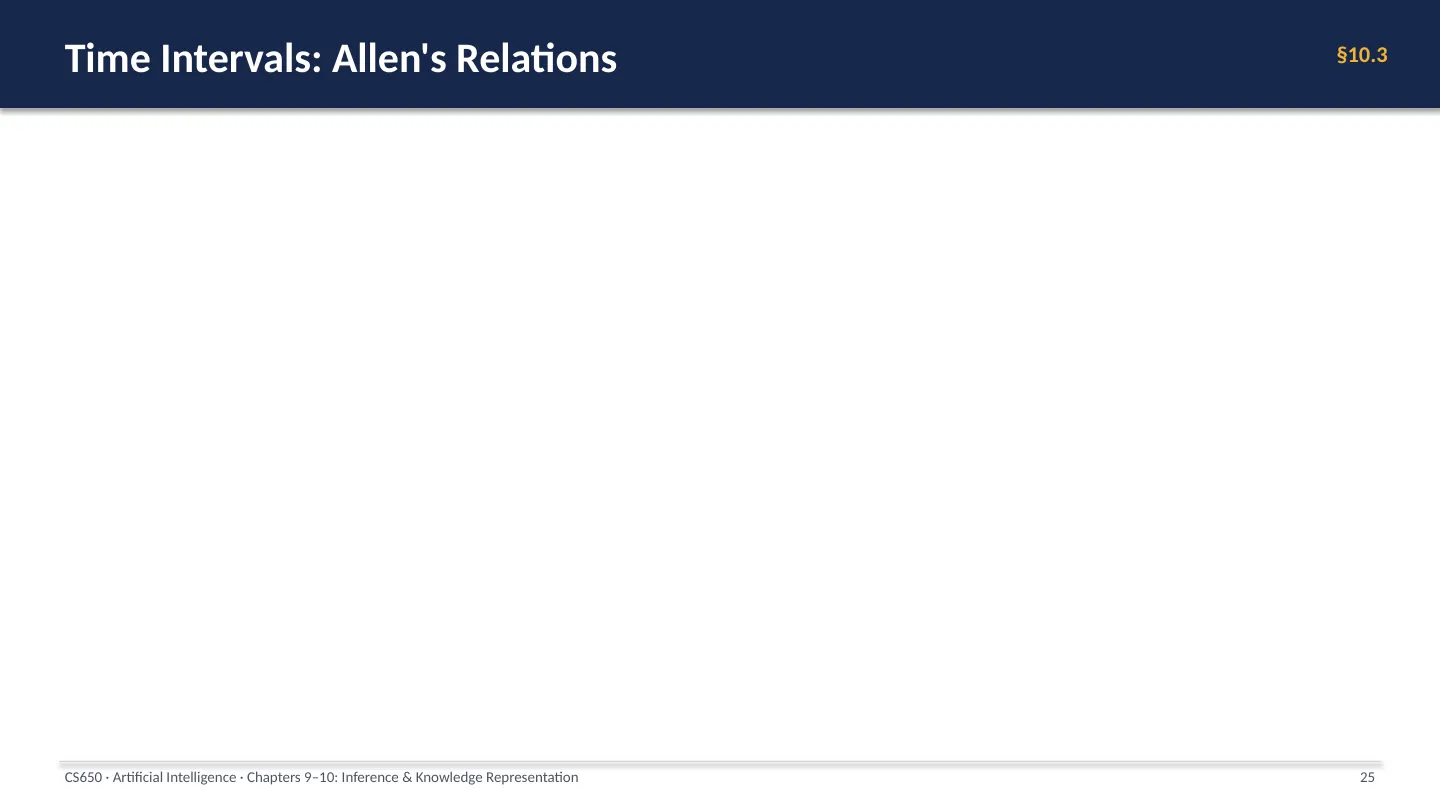 Time Intervals: Allen's Relations
§10.3
CS650 · Artificial Intelligence · Chapters 9–10: Inference & Knowledge Representation
25